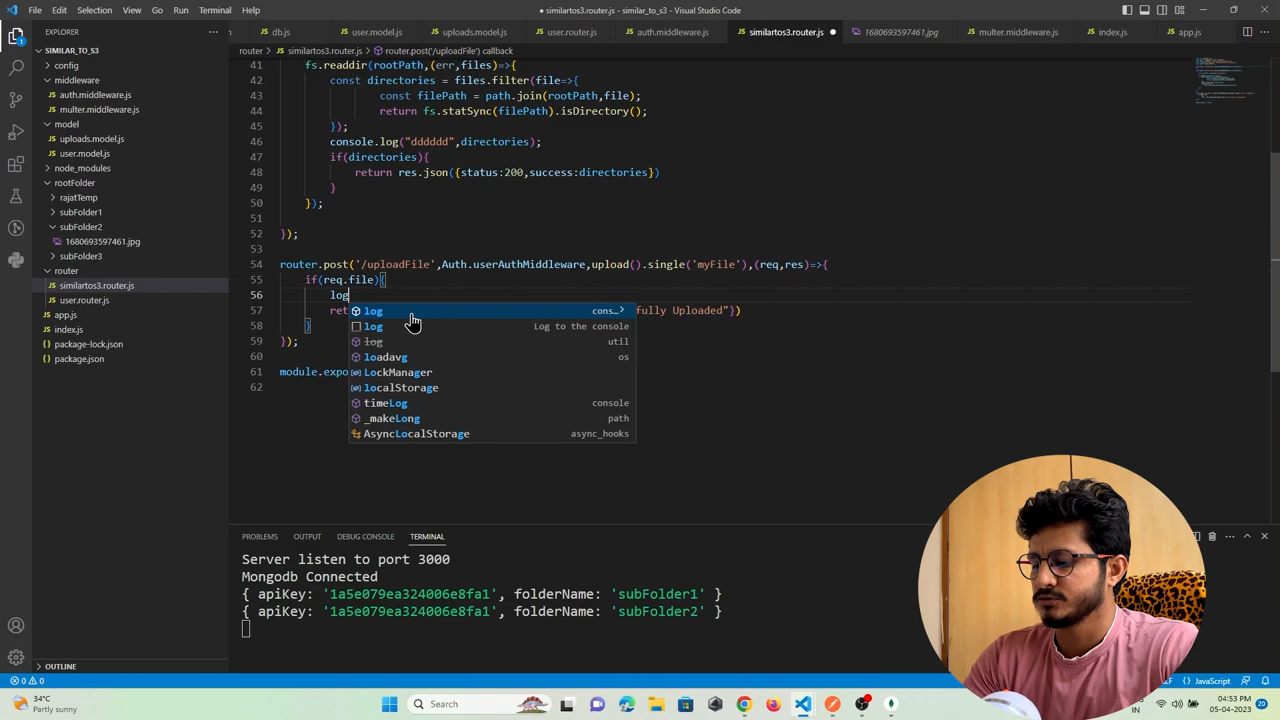 File Edit Selection View Go Run Terminal Help
similartos3.router.js - similar_to_s3 - Visual Studio Code
EXPLORER
db.js user.model.js uploads.model.js user.router.js auth.middleware.js similartos3.router.js 1680693597461.jpg multer.middleware.js index.js app.js
router > similartos3.router.js > router.post('/uploadFile') callback
SIMILAR_TO_S3
config
middleware
auth.middleware.js
multer.middleware.js
model
uploads.model.js
user.model.js
node_modules
rootFolder
rajatTemp
subFolder1
subFolder2
1680693597461.jpg
subFolder3
router
similartos3.router.js
user.router.js
app.js
index.js
package-lock.json
package.json
OUTLINE
41 fs.readdir(rootPath,(err,files)=>{
42 const directories = files.filter(file=>{
43 const filePath = path.join(rootPath,file);
44 return fs.statSync(filePath).isDirectory();
45 });
46 console.log("dddddd",directories);
47 if(directories){
48 return res.json({status:200,success:directories})
49 }
50 });
51
52 });
53
54 router.post('/uploadFile',Auth.userAuthMiddleware,upload().single('myFile'),(req,res)=>{
55 if(req.file){
56 log
57 ret fully Uploaded"})
58 }
59 });
60
61 module.expo
62
log cons…
log Log to the console
log util
loadavg os
LockManager
localStorage
timeLog console
_makeLong path
AsyncLocalStorage async_hooks
PROBLEMS OUTPUT DEBUG CONSOLE TERMINAL
Server listen to port 3000
Mongodb Connected
{ apiKey: '1a5e079ea324006e8fa1', folderName: 'subFolder1' }
{ apiKey: '1a5e079ea324006e8fa1', folderName: 'subFolder2' }
0 0
LF {} JavaScript
34°C
Partly sunny
Search
IN
04:53 PM
05-04-2023